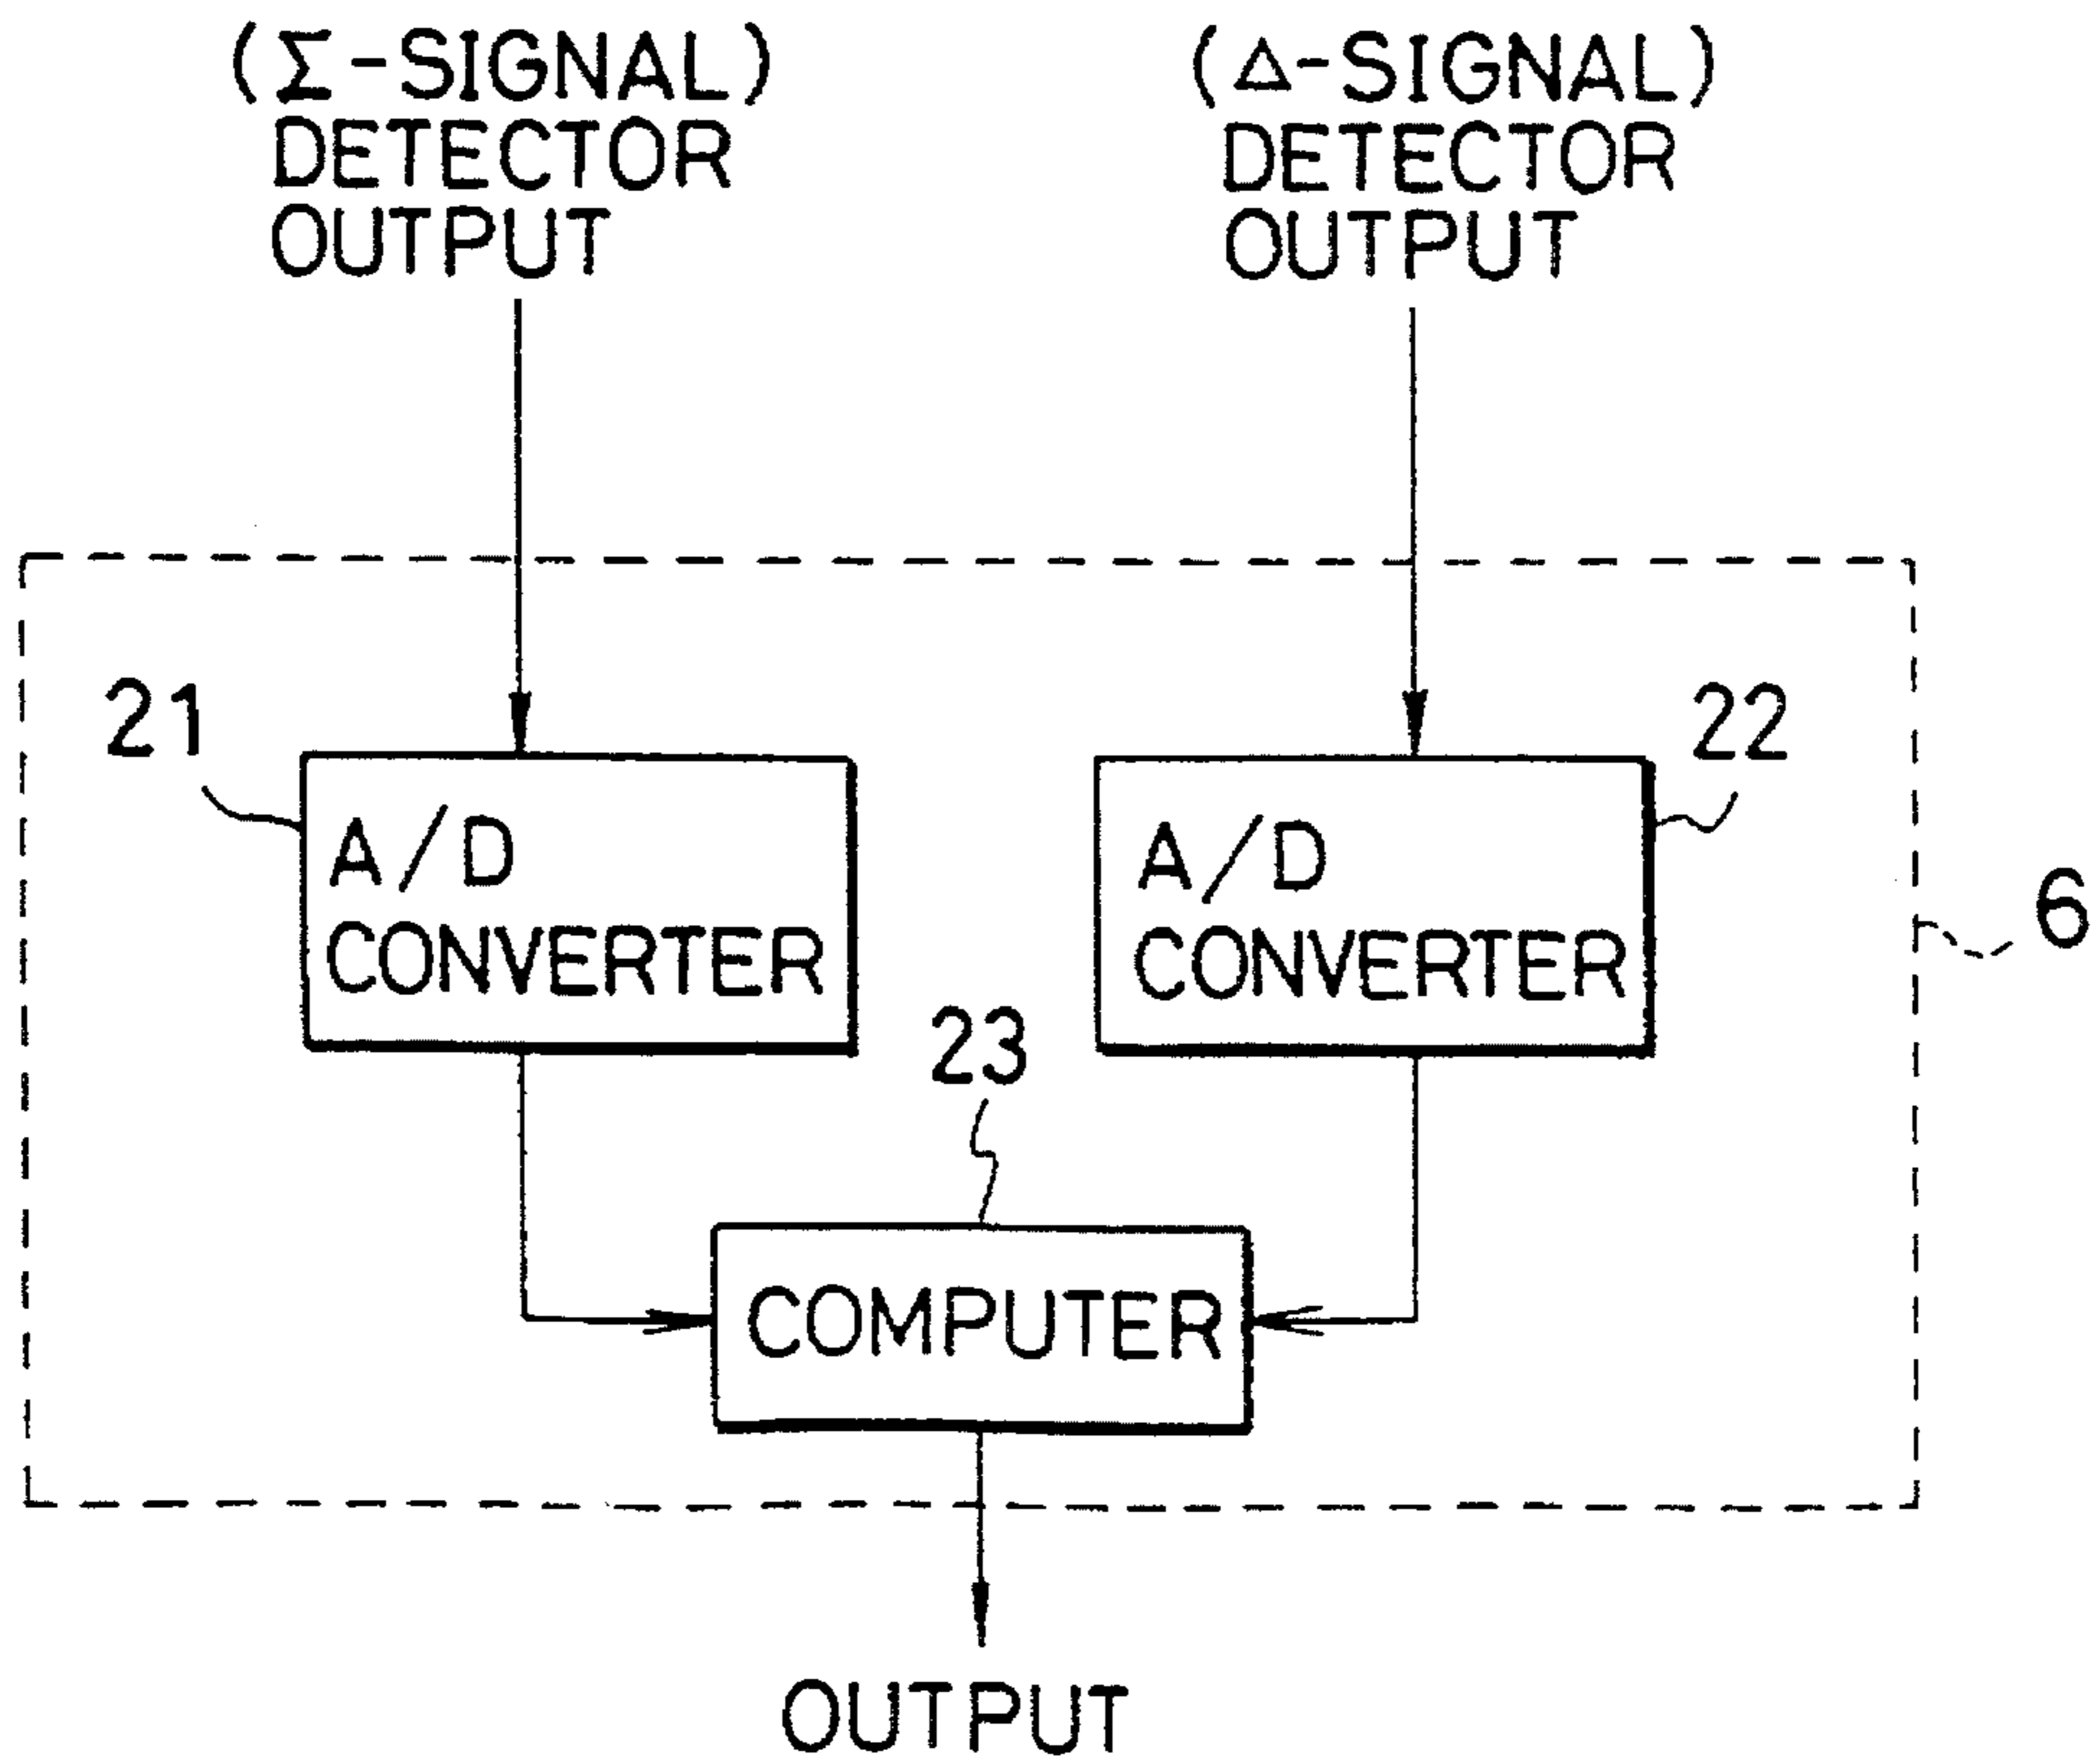 (Σ-SIGNAL)
DETECTOR
OUTPUT
(Δ-SIGNAL)
DETECTOR
OUTPUT
21
A/D
CONVERTER
22
A/D
CONVERTER
6
23
COMPUTER
OUTPUT